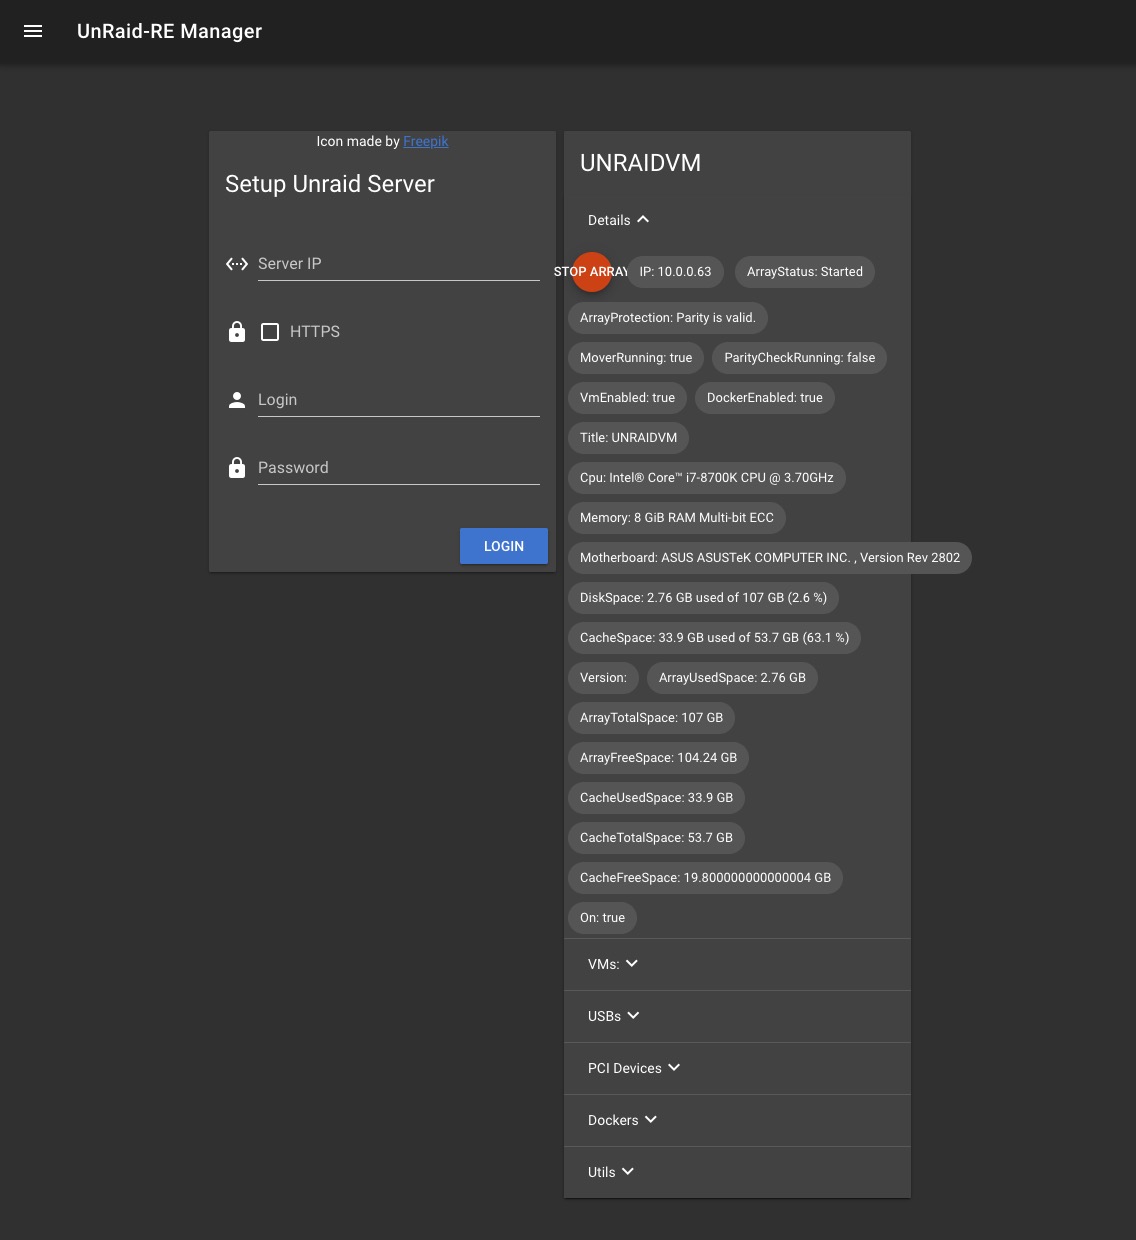 UnRaid-RE Manager
Icon made by Freepik
Setup Unraid Server
Server IP
HTTPS
Login
Password
LOGIN
UNRAIDVM
Details
STOP ARRAY
IP: 10.0.0.63
ArrayStatus: Started
ArrayProtection: Parity is valid.
MoverRunning: true
ParityCheckRunning: false
VmEnabled: true
DockerEnabled: true
Title: UNRAIDVM
Cpu: Intel® Core™ i7-8700K CPU @ 3.70GHz
Memory: 8 GiB RAM Multi-bit ECC
Motherboard: ASUS ASUSTeK COMPUTER INC. , Version Rev 2802
DiskSpace: 2.76 GB used of 107 GB (2.6 %)
CacheSpace: 33.9 GB used of 53.7 GB (63.1 %)
Version:
ArrayUsedSpace: 2.76 GB
ArrayTotalSpace: 107 GB
ArrayFreeSpace: 104.24 GB
CacheUsedSpace: 33.9 GB
CacheTotalSpace: 53.7 GB
CacheFreeSpace: 19.800000000000004 GB
On: true
VMs:
USBs
PCI Devices
Dockers
Utils